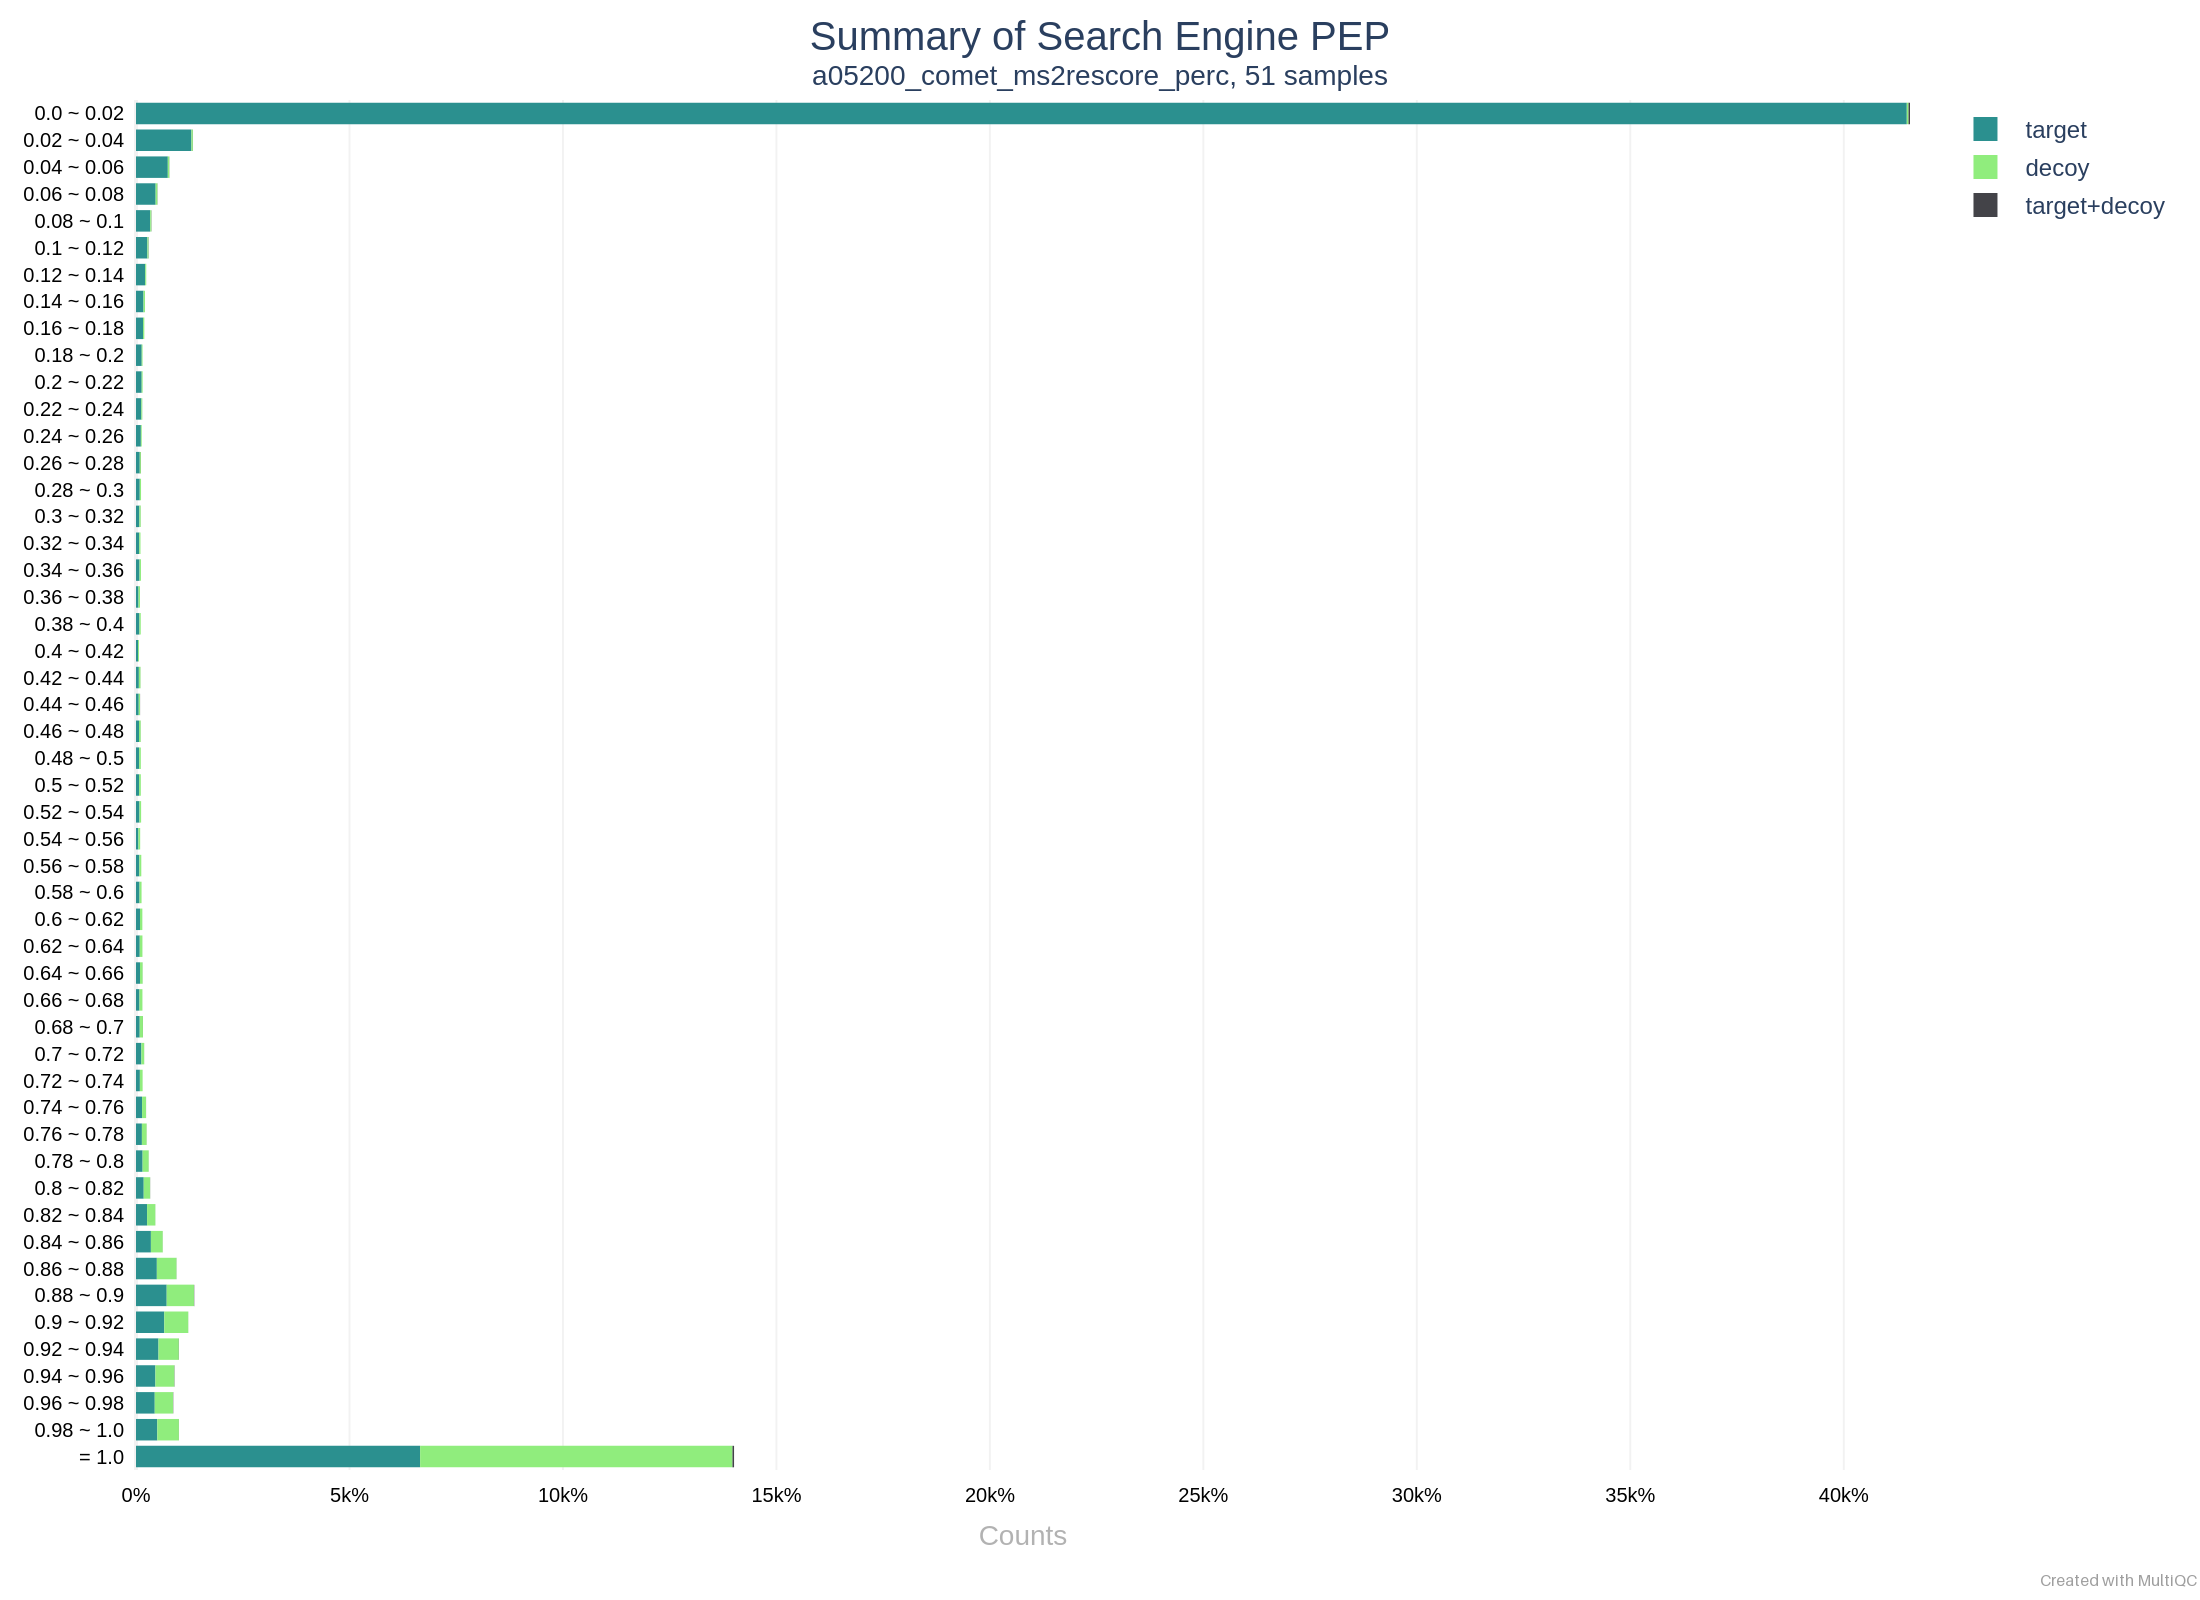 Summary of Search Engine PEP
a05200_comet_ms2rescore_perc, 51 samples
0.0 ~ 0.02
0.02 ~ 0.04
0.04 ~ 0.06
0.06 ~ 0.08
0.08 ~ 0.1
0.1 ~ 0.12
0.12 ~ 0.14
0.14 ~ 0.16
0.16 ~ 0.18
0.18 ~ 0.2
0.2 ~ 0.22
0.22 ~ 0.24
0.24 ~ 0.26
0.26 ~ 0.28
0.28 ~ 0.3
0.3 ~ 0.32
0.32 ~ 0.34
0.34 ~ 0.36
0.36 ~ 0.38
0.38 ~ 0.4
0.4 ~ 0.42
0.42 ~ 0.44
0.44 ~ 0.46
0.46 ~ 0.48
0.48 ~ 0.5
0.5 ~ 0.52
0.52 ~ 0.54
0.54 ~ 0.56
0.56 ~ 0.58
0.58 ~ 0.6
0.6 ~ 0.62
0.62 ~ 0.64
0.64 ~ 0.66
0.66 ~ 0.68
0.68 ~ 0.7
0.7 ~ 0.72
0.72 ~ 0.74
0.74 ~ 0.76
0.76 ~ 0.78
0.78 ~ 0.8
0.8 ~ 0.82
0.82 ~ 0.84
0.84 ~ 0.86
0.86 ~ 0.88
0.88 ~ 0.9
0.9 ~ 0.92
0.92 ~ 0.94
0.94 ~ 0.96
0.96 ~ 0.98
0.98 ~ 1.0
= 1.0
target
decoy
target+decoy
0% 5k% 10k% 15k% 20k% 25k% 30k% 35k% 40k%
Counts
Created with MultiQC